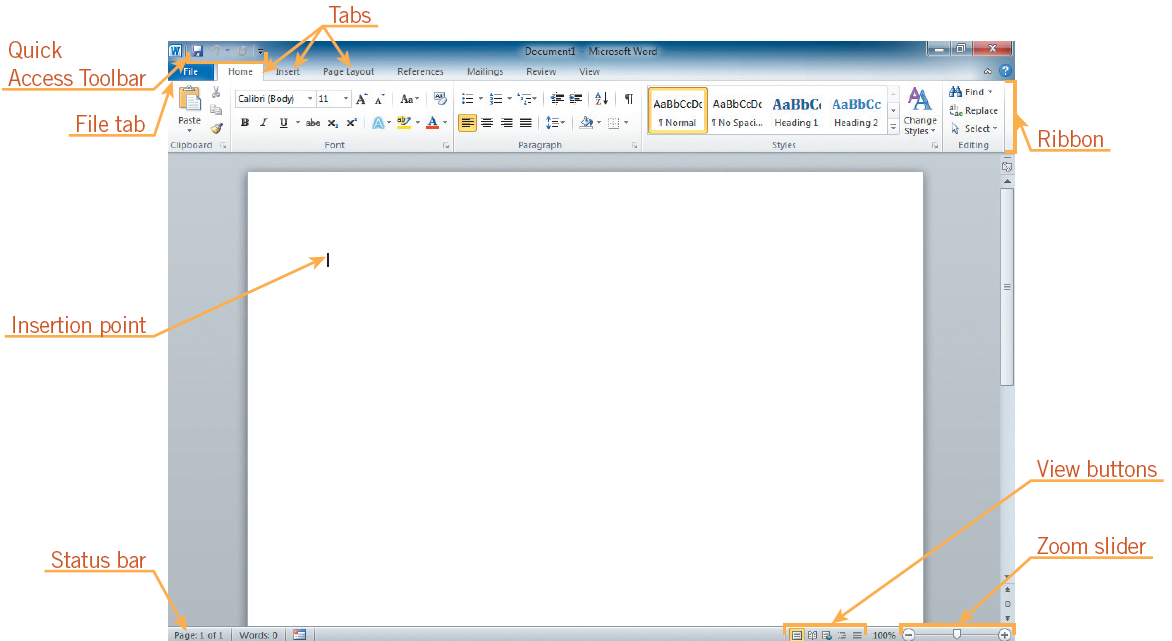 Tabs
Quick
Access Toolbar
File tab
Document1 - Microsoft Word
File Home Insert Page Layout References Mailings Review View
Calibri (Body) 11 Aa
AaBbCcDc AaBbCcDc AaBbCc AaBbCc
Find
Replace
Select
Paste
B I U abc x₂ x²
¶ Normal ¶ No Spaci... Heading 1 Heading 2
Change
Styles
Clipboard Font Paragraph Styles Editing
Ribbon
Insertion point
View buttons
Zoom slider
Status bar
Page: 1 of 1 Words: 0 100%